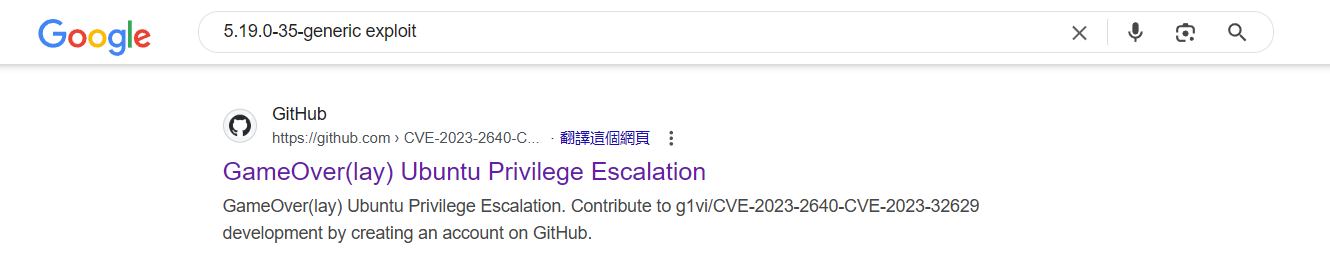 Google
5.19.0-35-generic exploit
GitHub
https://github.com › CVE-2023-2640-C... · 翻譯這個網頁
GameOver(lay) Ubuntu Privilege Escalation
GameOver(lay) Ubuntu Privilege Escalation. Contribute to g1vi/CVE-2023-2640-CVE-2023-32629
development by creating an account on GitHub.